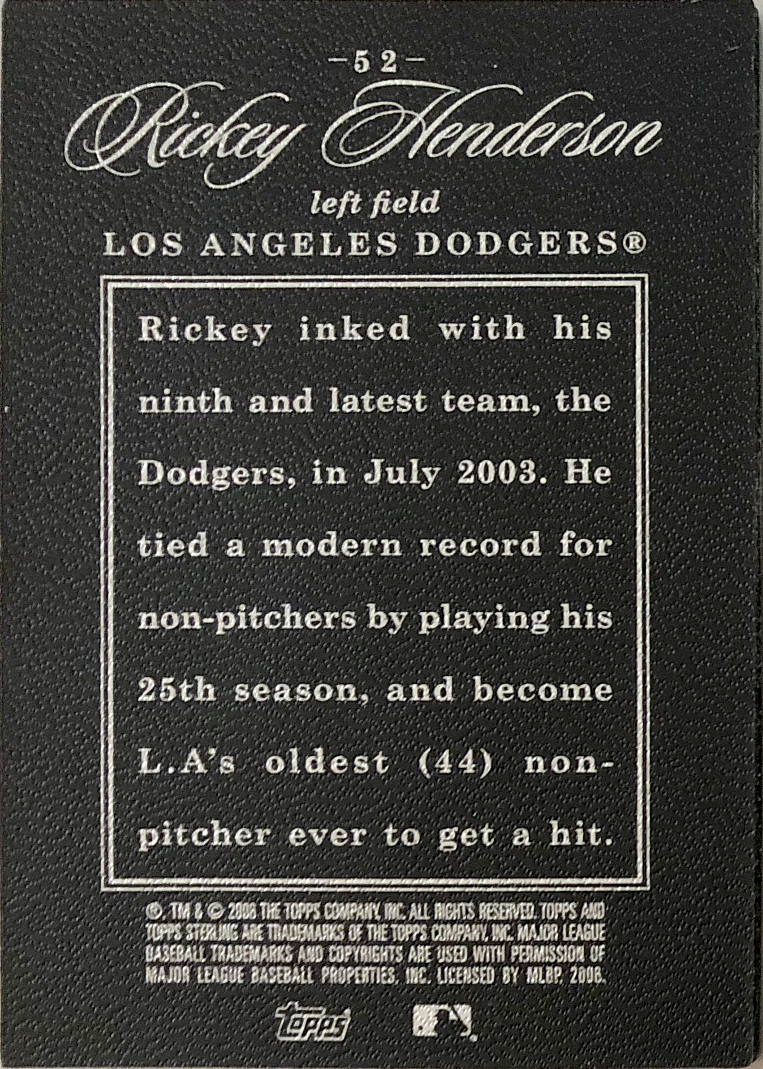 -52-
Rickey Henderson
left field
LOS ANGELES DODGERS®
Rickey inked with his
ninth and latest team, the
Dodgers, in July 2003. He
tied a modern record for
non-pitchers by playing his
25th season, and become
L.A's oldest (44) non-
pitcher ever to get a hit.
®, TM & © 2006 THE TOPPS COMPANY, INC. ALL RIGHTS RESERVED. TOPPS AND
TOPPS STERLING ARE TRADEMARKS OF THE TOPPS COMPANY, INC. MAJOR LEAGUE
BASEBALL TRADEMARKS AND COPYRIGHTS ARE USED WITH PERMISSION OF
MAJOR LEAGUE BASEBALL PROPERTIES, INC. LICENSED BY MLBP, 2006.
Topps